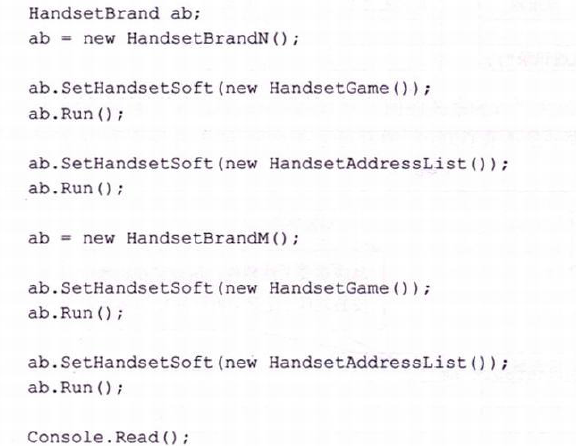 HandsetBrand ab;
ab = new HandsetBrandN();
ab.SetHandsetSoft(new HandsetGame());
ab.Run();
ab.SetHandsetSoft(new HandsetAddressList());
ab.Run();
ab = new HandsetBrandM();
ab.SetHandsetSoft(new HandsetGame());
ab.Run();
ab.SetHandsetSoft(new HandsetAddressList());
ab.Run();
Console.Read();